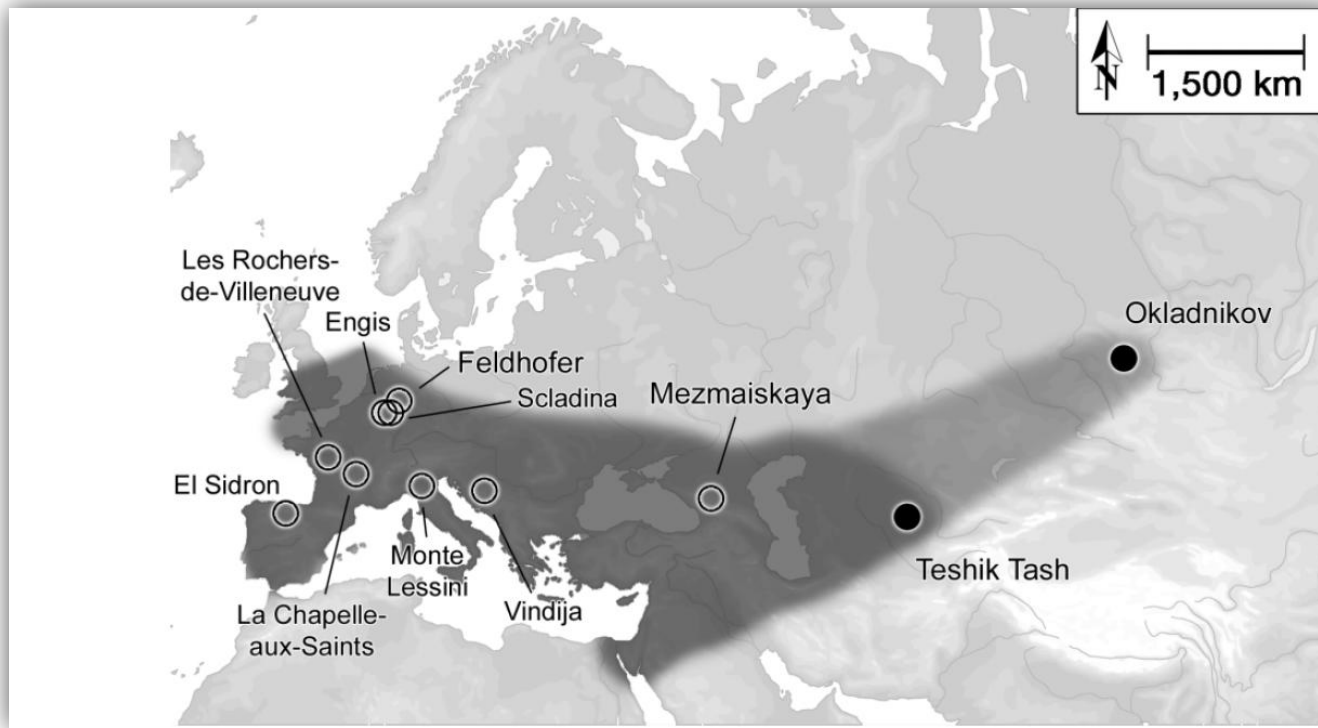 N
1,500 km
Les Rochers-
de-Villeneuve
Engis
Feldhofer
Scladina
Mezmaiskaya
Okladnikov
El Sidron
Monte
Lessini
Vindija
La Chapelle-
aux-Saints
Teshik Tash